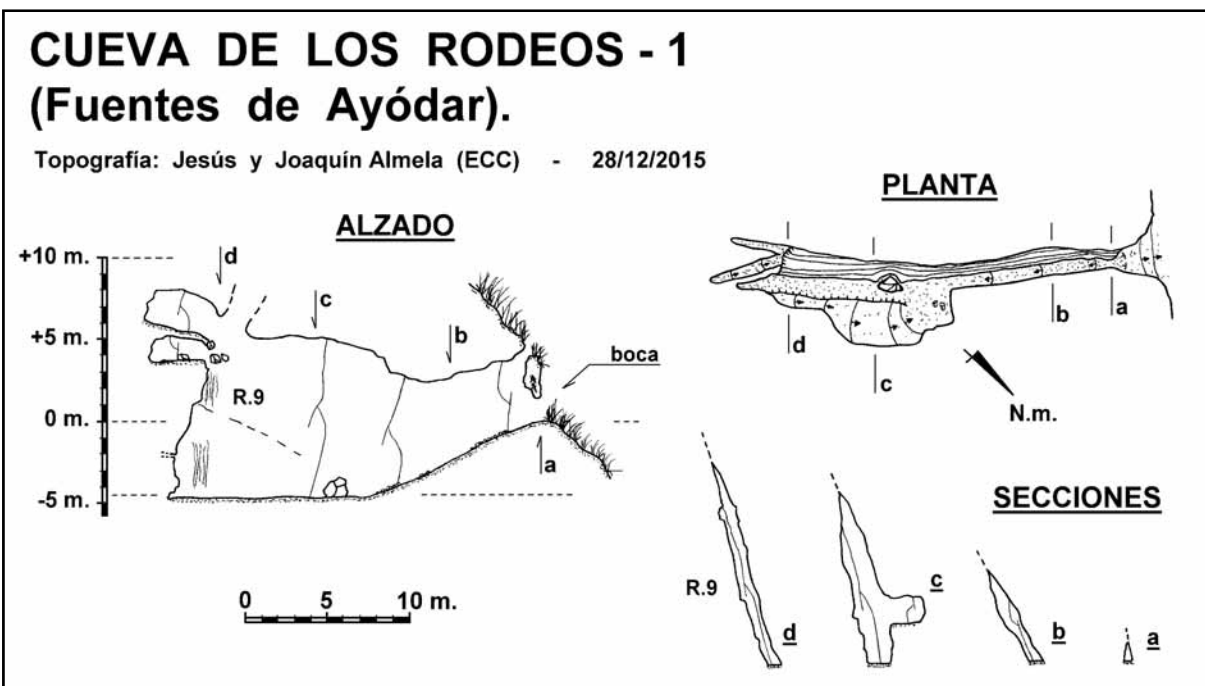 CUEVA DE LOS RODEOS - 1
(Fuentes de Ayódar).
Topografía: Jesús y Joaquín Almela (ECC) - 28/12/2015
ALZADO
+10 m.
+5 m.
0 m.
-5 m.
d
c
b
boca
R.9
a
0 5 10 m.
PLANTA
a
b
d
c
N.m.
SECCIONES
R.9
d
c
b
a